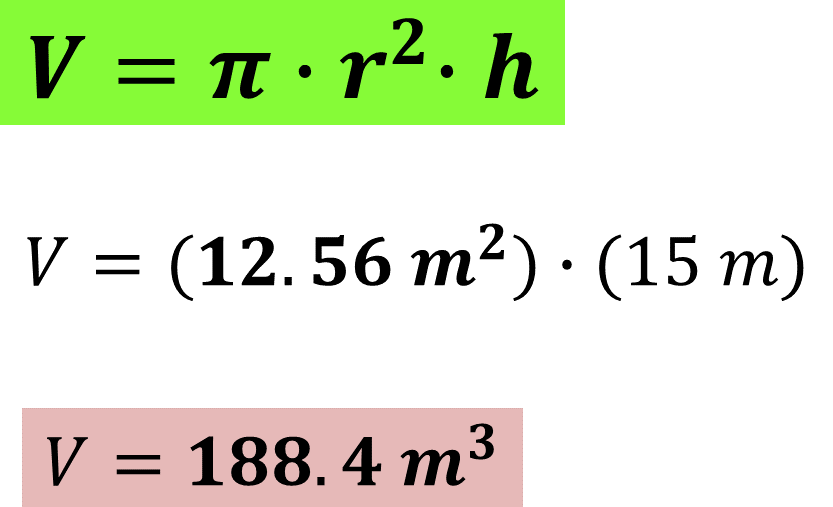 V = π · r² · h
V = (12.56 m²) · (15 m)
V = 188.4 m³